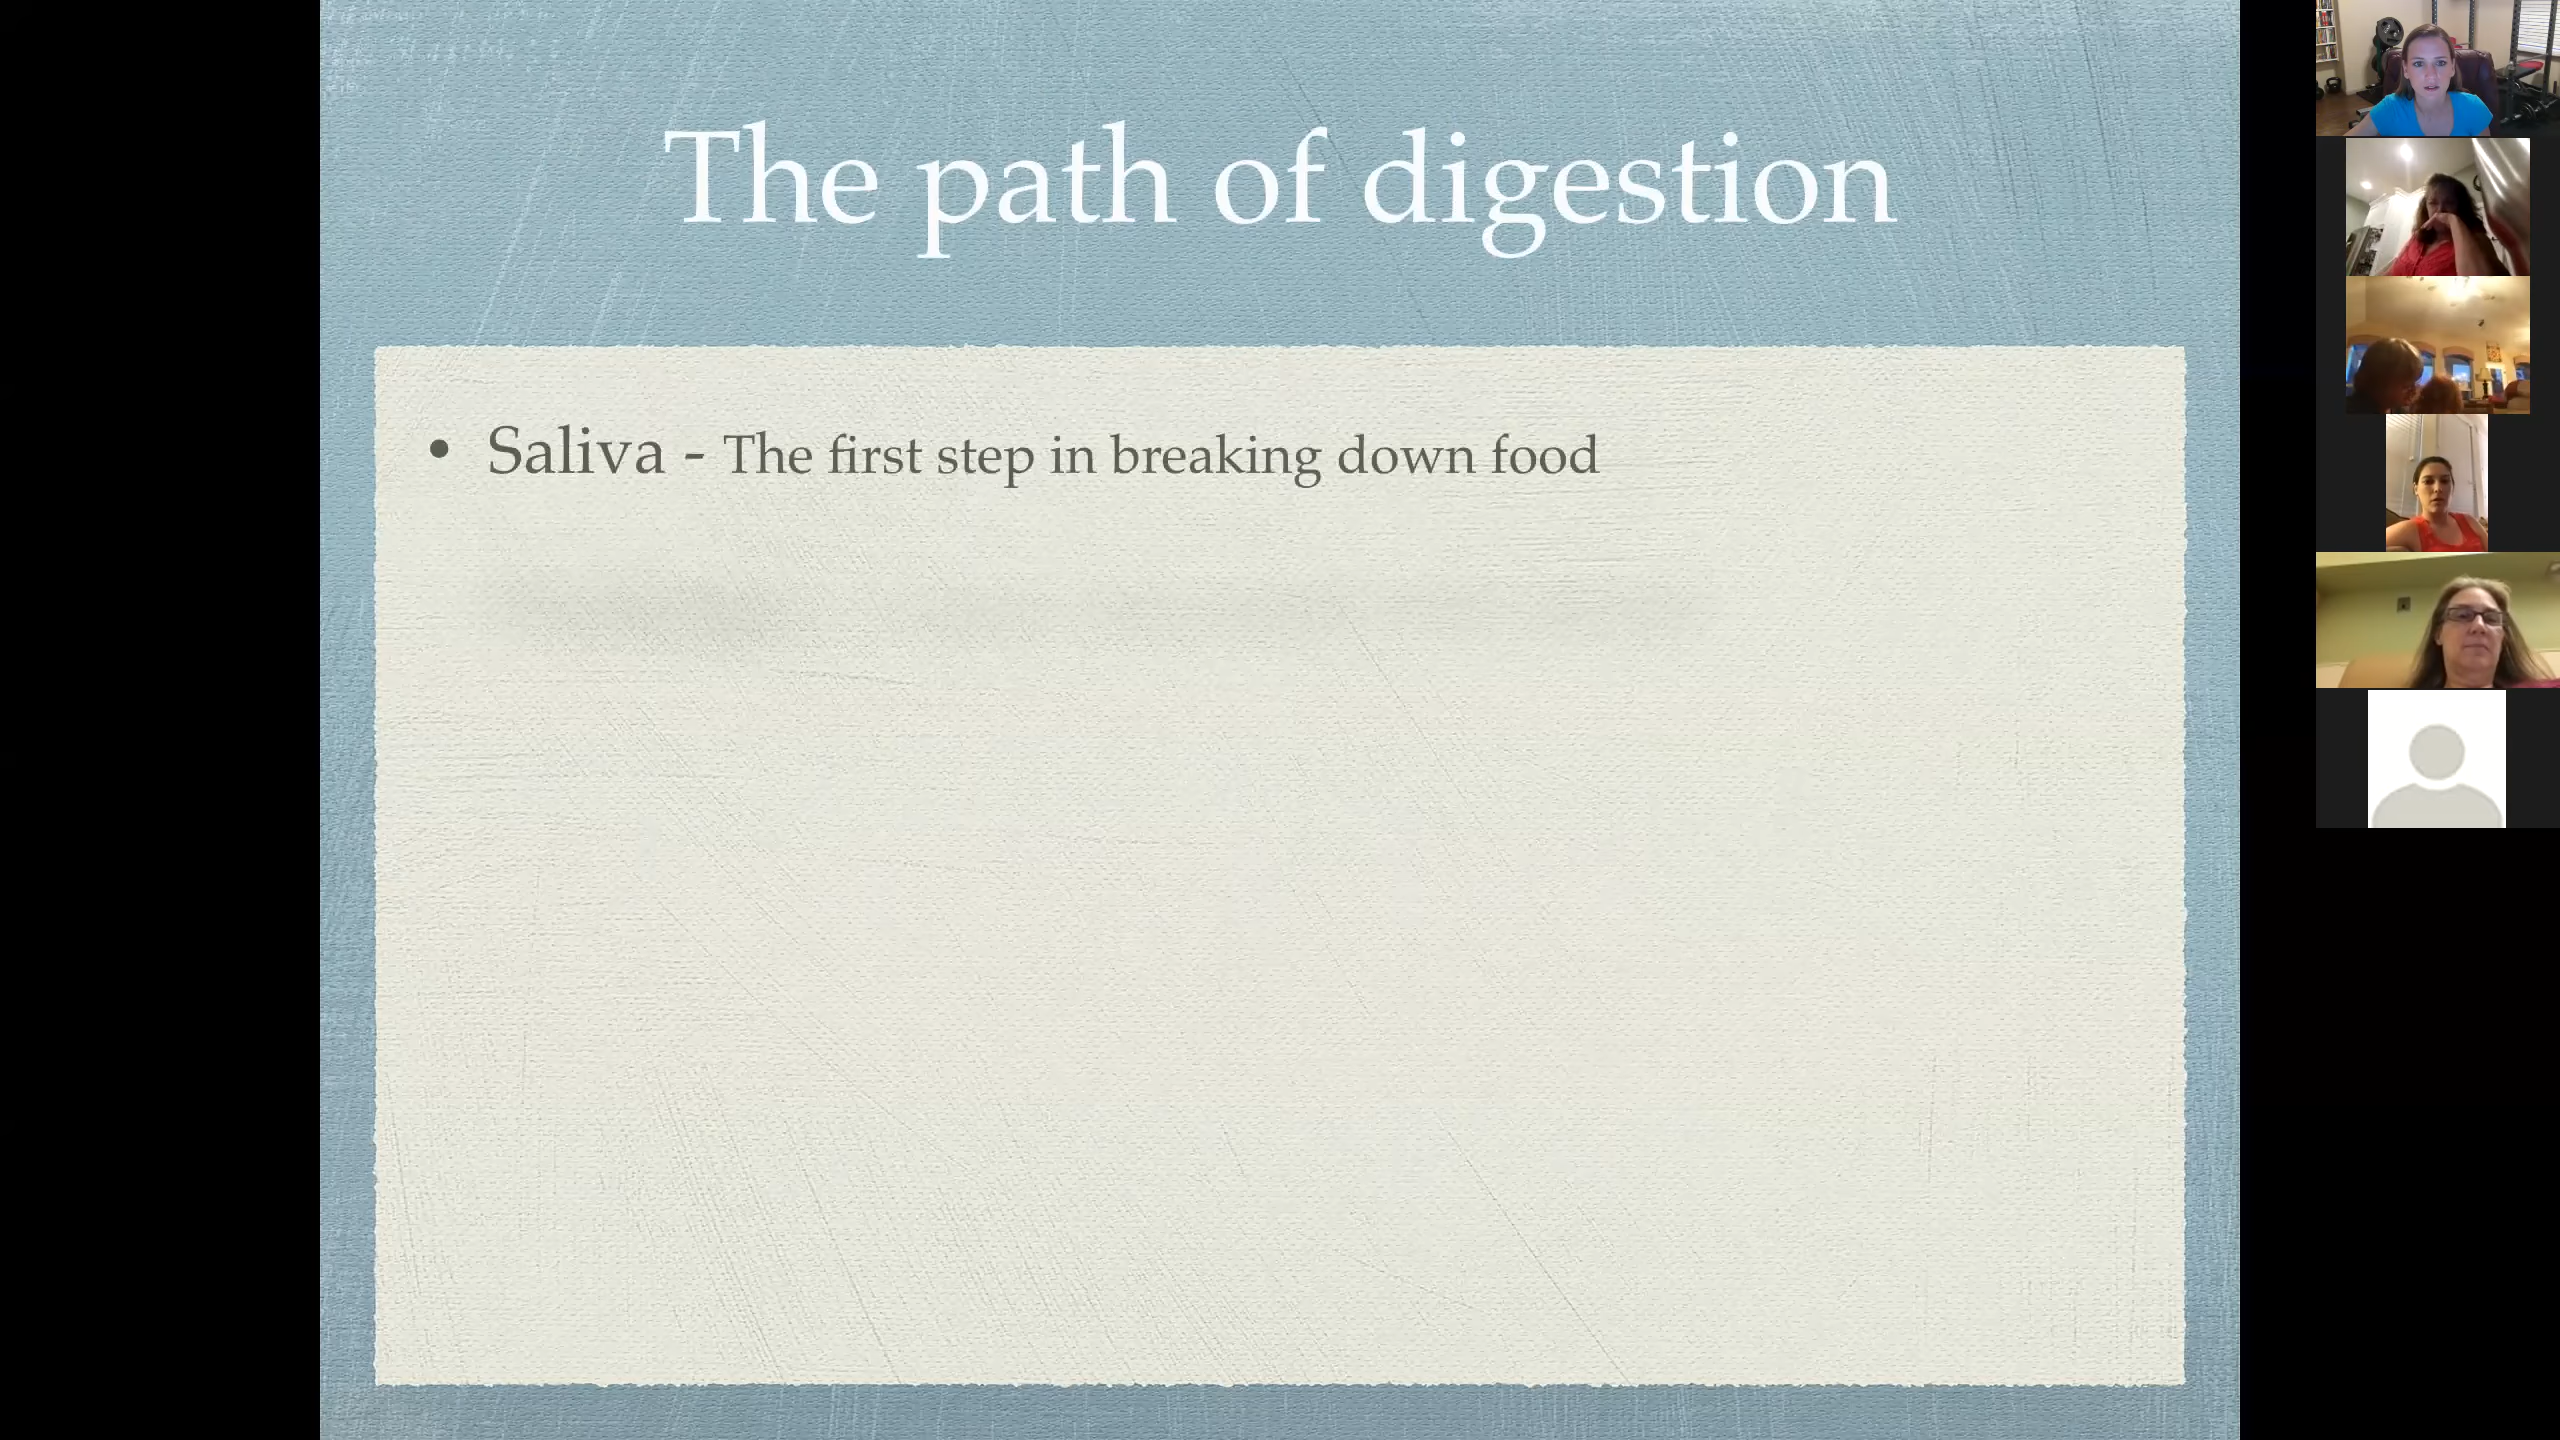 The path of digestion
• Saliva - The first step in breaking down food